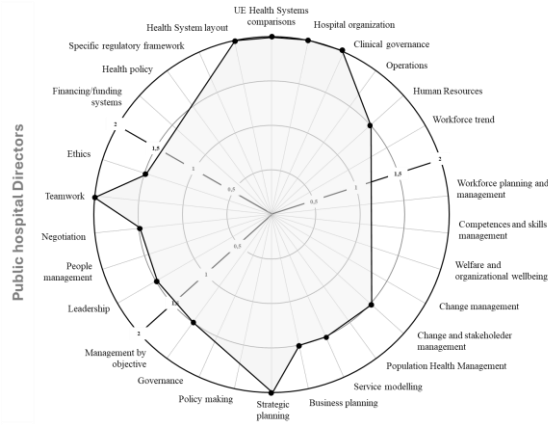 UE Health Systems
comparisons
Health System layout
Hospital organization
Specific regulatory framework
Clinical governance
Health policy
Operations
Financing/funding
systems
Human Resources
Workforce trend
2
1,5
1
0,5
2
1,5
1
0,5
Ethics
Teamwork
Workforce planning and
management
Negotiation
Competences and skills
management
People
management
Welfare and
organizational wellbeing
Leadership
Change management
0,5
1
1,5
2
Management by
objective
Change and stakeholeder
management
Governance
Population Health Management
Policy making
Service modelling
Strategic
planning
Business planning
Public hospital Directors